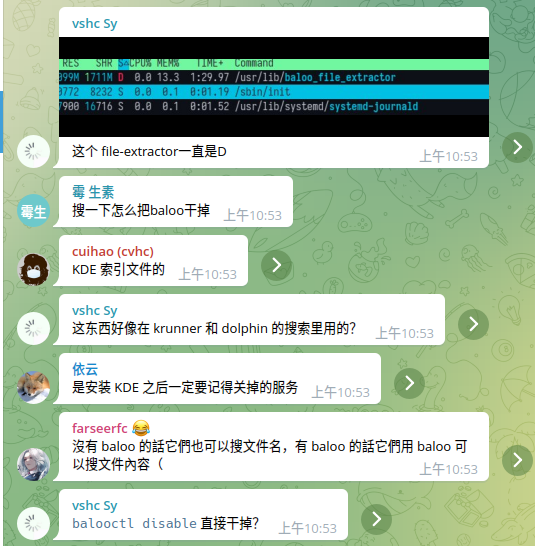 vshc Sy
RES SHR S CPU% MEM% TIME+ Command
099M 1711M D 0.0 13.3 1:29.97 /usr/lib/baloo_file_extractor
0772 8232 S 0.0 0.1 0:01.19 /sbin/init
7900 16716 S 0.0 0.1 0:01.52 /usr/lib/systemd/systemd-journald
这个 file-extractor一直是D
上午10:53
霉生
霉 生素
搜一下怎么把baloo干掉 上午10:53
cuihao (cvhc)
KDE 索引文件的 上午10:53
vshc Sy
这东西好像在 krunner 和 dolphin 的搜索里用的？ 上午10:53
依云
是安装 KDE 之后一定要记得关掉的服务 上午10:53
farseerfc 😂
沒有 baloo 的話它們也可以搜文件名，有 baloo 的話它們用 baloo 可
以搜文件內容（ 上午10:53
vshc Sy
balooctl disable 直接干掉？ 上午10:53